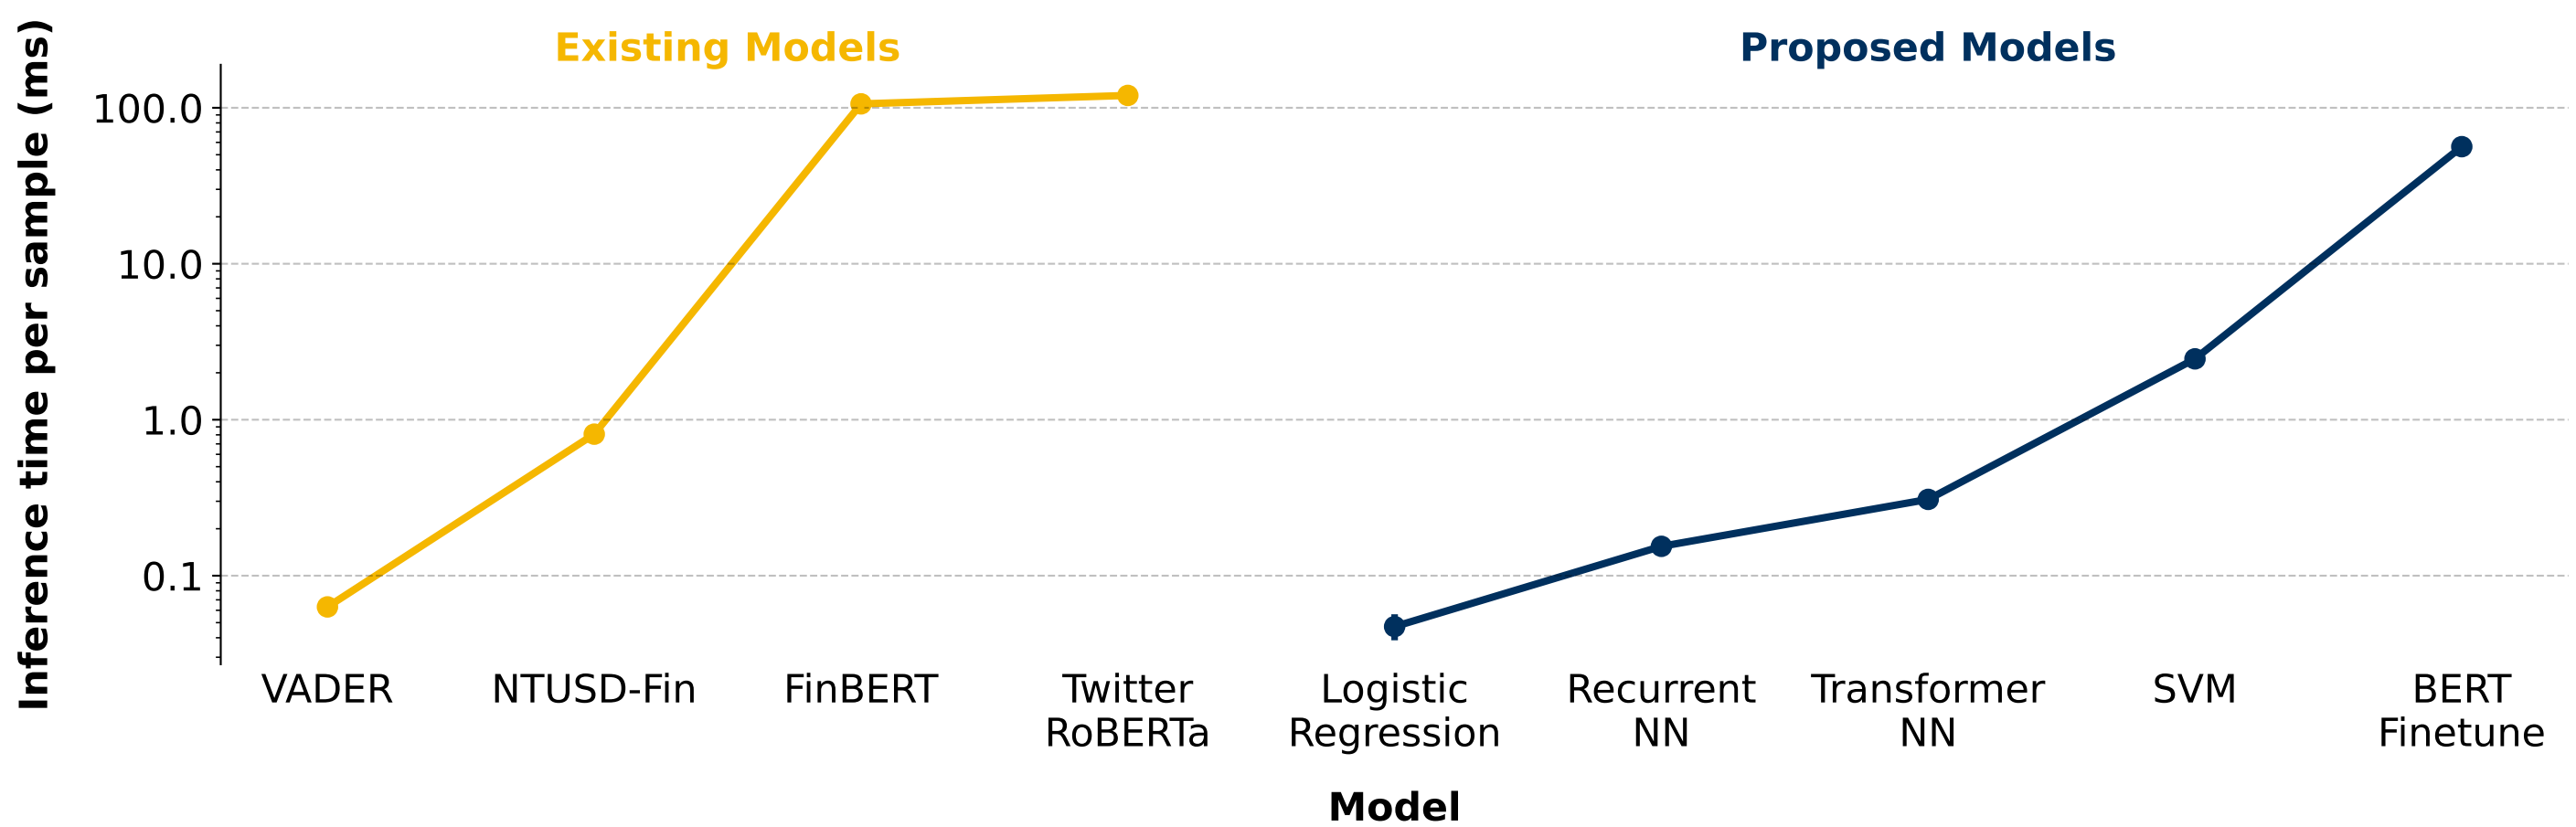 Existing Models
Proposed Models
Inference time per sample (ms)
100.0
10.0
1.0
0.1
VADER
NTUSD-Fin
FinBERT
Twitter
RoBERTa
Logistic
Regression
Recurrent
NN
Transformer
NN
SVM
BERT
Finetune
Model